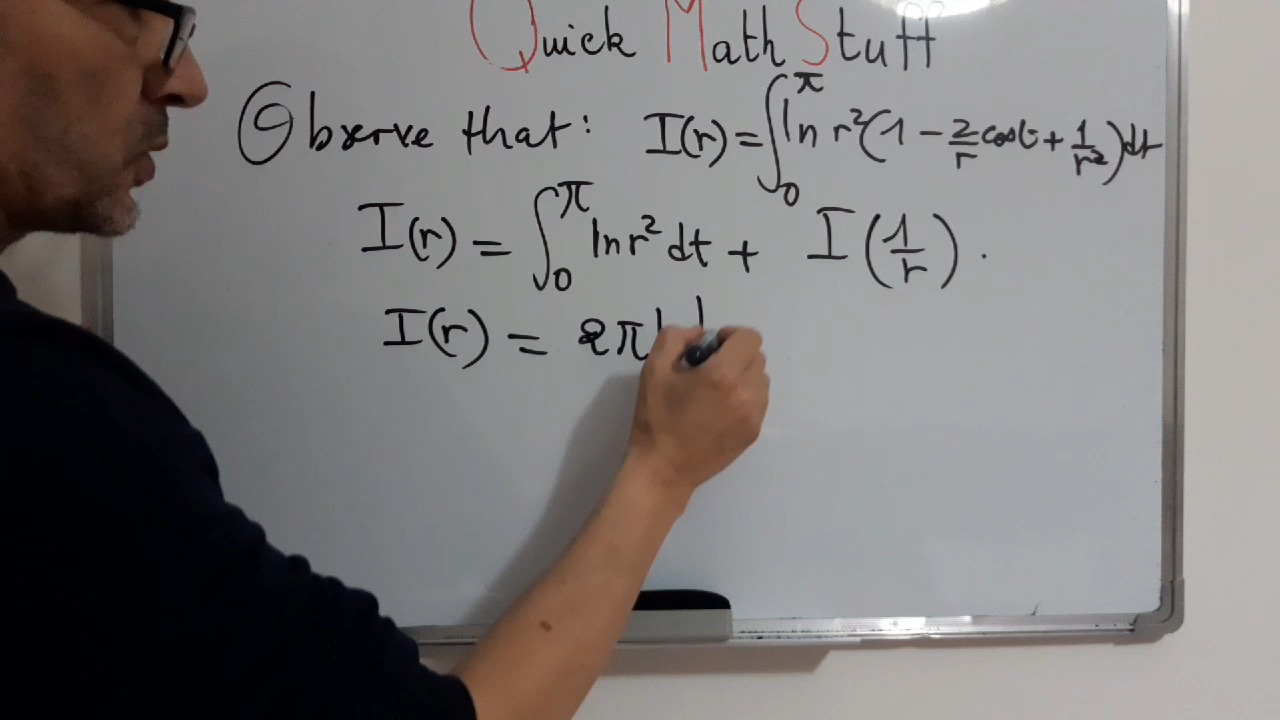 Quick Math Stuff
Observe that: I(r) = ∫₀^π ln r²(1 − 2/r cos t + 1/r²) dt
I(r) = ∫₀^π ln r² dt + I(1/r).
I(r) = 2π